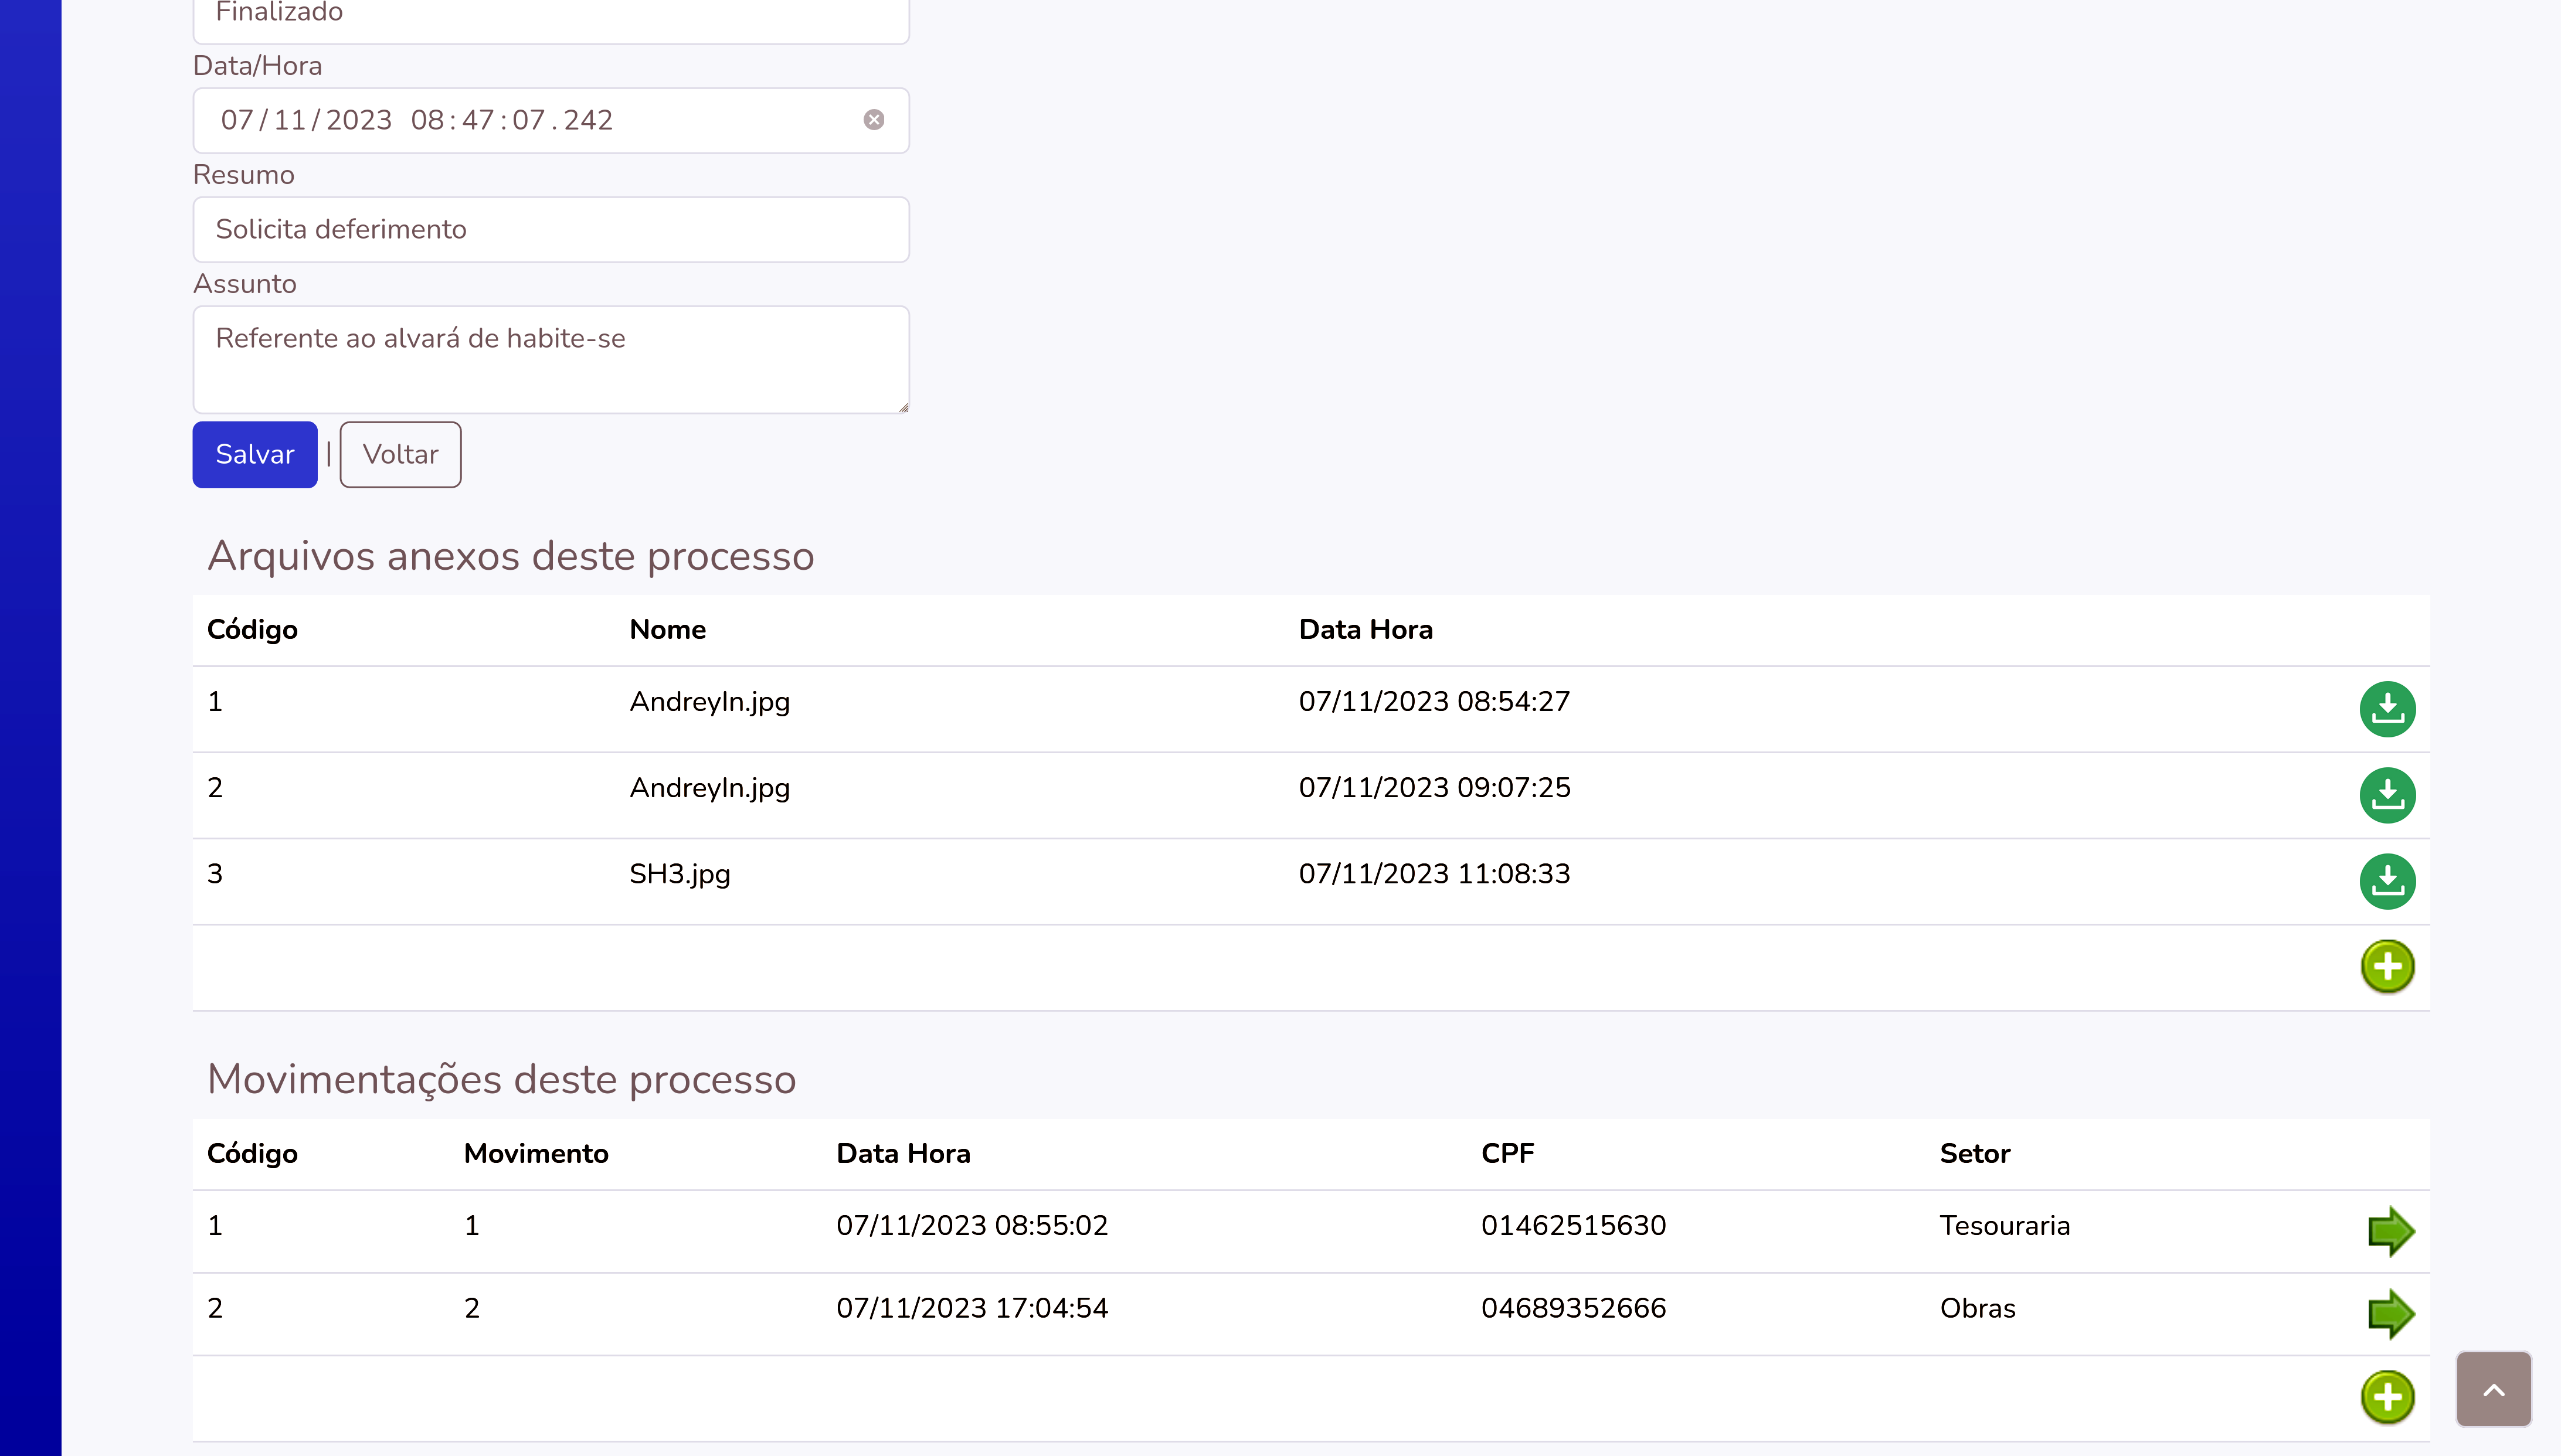 Finalizado
Data/Hora
07/11/2023 08:47:07.242
Resumo
Solicita deferimento
Assunto
Referente ao alvará de habite-se
Salvar | Voltar
Arquivos anexos deste processo
Código Nome Data Hora
1 AndreyIn.jpg 07/11/2023 08:54:27
2 AndreyIn.jpg 07/11/2023 09:07:25
3 SH3.jpg 07/11/2023 11:08:33
Movimentações deste processo
Código Movimento Data Hora CPF Setor
1 1 07/11/2023 08:55:02 01462515630 Tesouraria
2 2 07/11/2023 17:04:54 04689352666 Obras